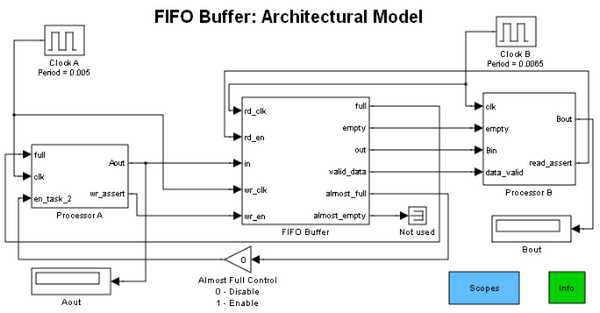 FIFO Buffer: Architectural Model
Clock A
Period = 0.005
Clock B
Period = 0.0065
full
clk
en_task_2
Aout
wr_assert
Processor A
rd_clk
rd_en
in
wr_clk
wr_en
full
empty
out
valid_data
almost_full
almost_empty
FIFO Buffer
Not used
clk
empty
Bin
data_valid
Bout
read_assert
Processor B
Bout
0
Almost Full Control
0 - Disable
1 - Enable
Aout
Scopes
Info